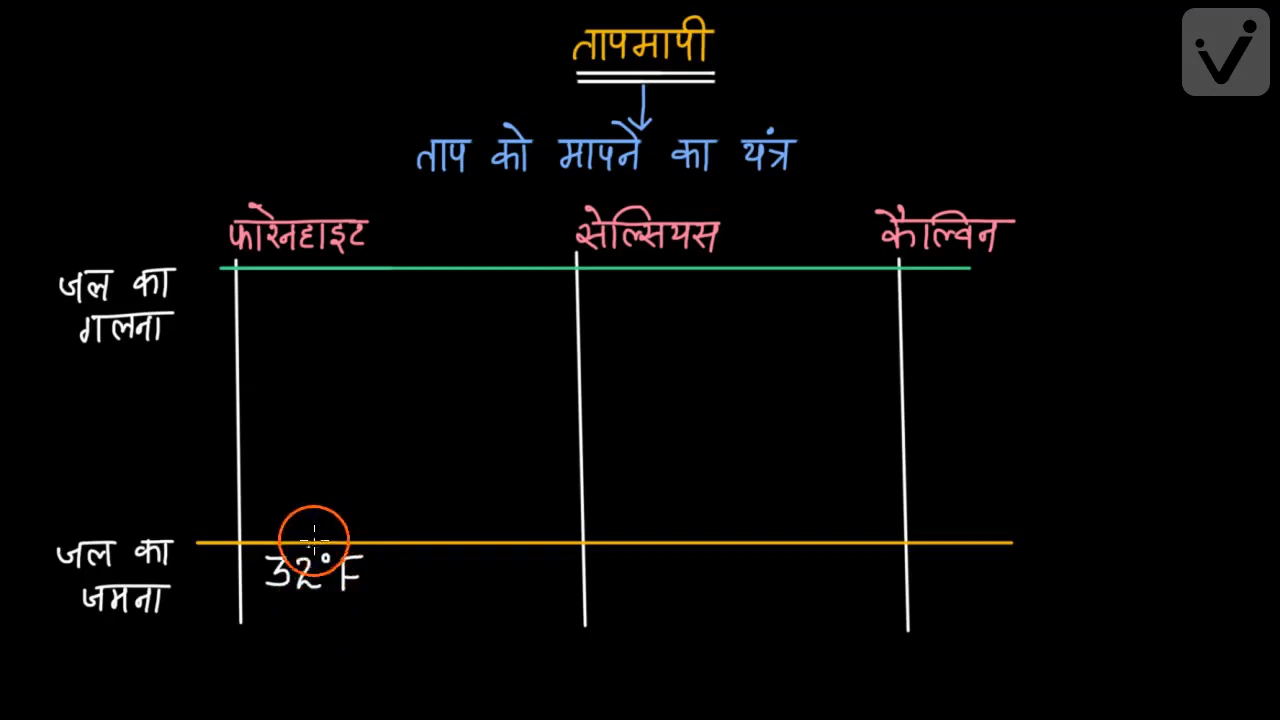 तापमापी
ताप को मापने का यंत्र
फारेनहाइट सेल्सियस कैल्विन
जल का
गलना
जल का
जमना
32°F